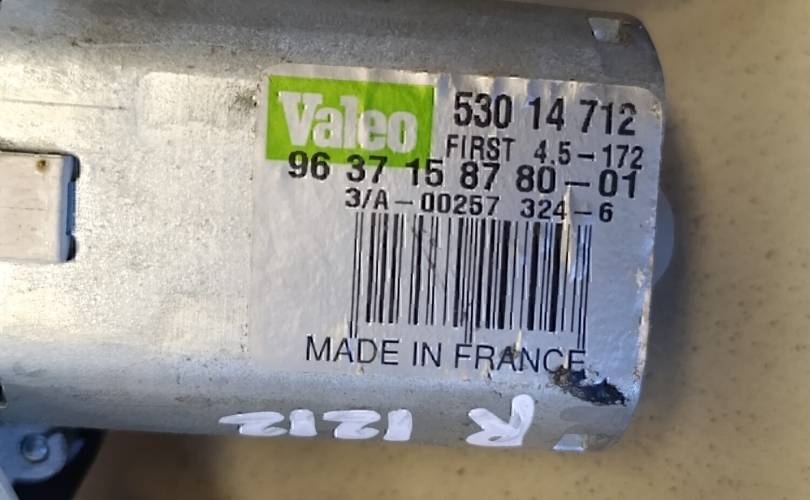 Valeo 530 14 712
FIRST 4.5-172
96 37 15 87 80-01
3/A-00257 324-6
MADE IN FRANCE
R 1212